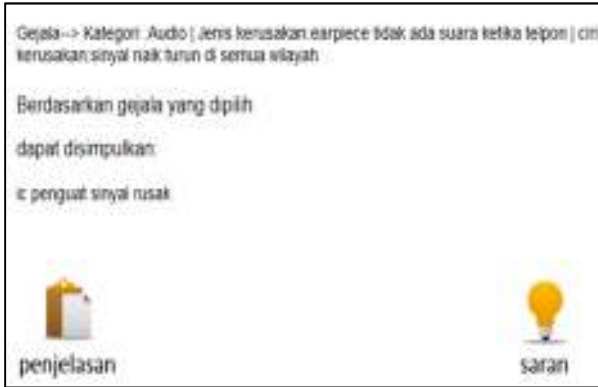 Gejala--> Kategori :Audio | Jenis kerusakan:earpiece tidak ada suara ketika telpon | ciri
kerusakan:sinyal naik turun di semua wilayah
Berdasarkan gejala yang dipilih
dapat disimpulkan:
ic penguat sinyal rusak
penjelasan
saran